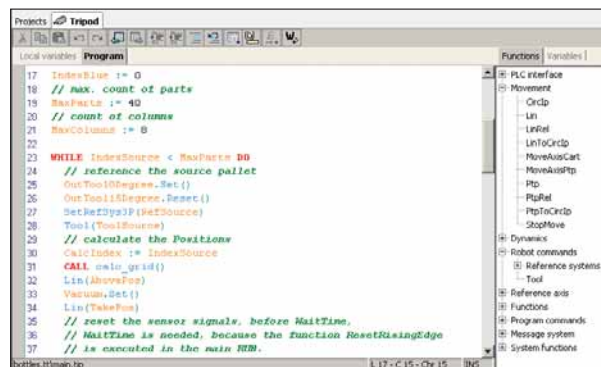 Projects Tripod
Local variables Program
Functions Variables
17 IndexBlue := 0
18 // max. count of parts
19 MaxParts := 40
20 // count of columns
21 MaxColumns := 8
22
23 WHILE IndexSource < MaxParts DO
24 // reference the source pallet
25 OutTool0Degree.Set()
26 OutTool15Degree.Reset()
27 SetRefSys3P(RefSource)
28 Tool(ToolSource)
29 // calculate the Positions
30 CalcIndex := IndexSource
31 CALL calc_grid()
32 Lin(AbovePos)
33 Vacuum.Set()
34 Lin(TakePos)
35 // reset the sensor signals, before WaitTime,
36 // WaitTime is needed, because the function ResetRisingEdge
37 // is executed in the main RUN.
PLC interface
Movement
CircIp
Lin
LinRel
LinToCircIp
MoveAxisCart
MoveAxisPtp
Ptp
PtpRel
PtpToCircIp
StopMove
Dynamics
Robot commands
Reference systems
Tool
Reference axis
Functions
Program commands
Message system
System functions
L 17 - C 15 - Chr 15 INS